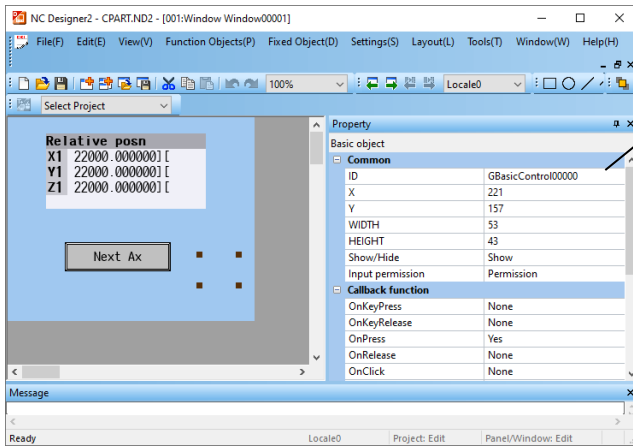 NC Designer2 - CPART.ND2 - [001:Window Window00001]
File(F) Edit(E) View(V) Function Objects(P) Fixed Object(D) Settings(S) Layout(L) Tools(T) Window(W) Help(H)
100% Locale0
Select Project
Relative posn
X1 22000.000000][
Y1 22000.000000][
Z1 22000.000000][
Next Ax
Property
Basic object
Common
ID GBasicControl00000
X 221
Y 157
WIDTH 53
HEIGHT 43
Show/Hide Show
Input permission Permission
Callback function
OnKeyPress None
OnKeyRelease None
OnPress Yes
OnRelease None
OnClick None
Message
Ready Locale0 Project: Edit Panel/Window: Edit